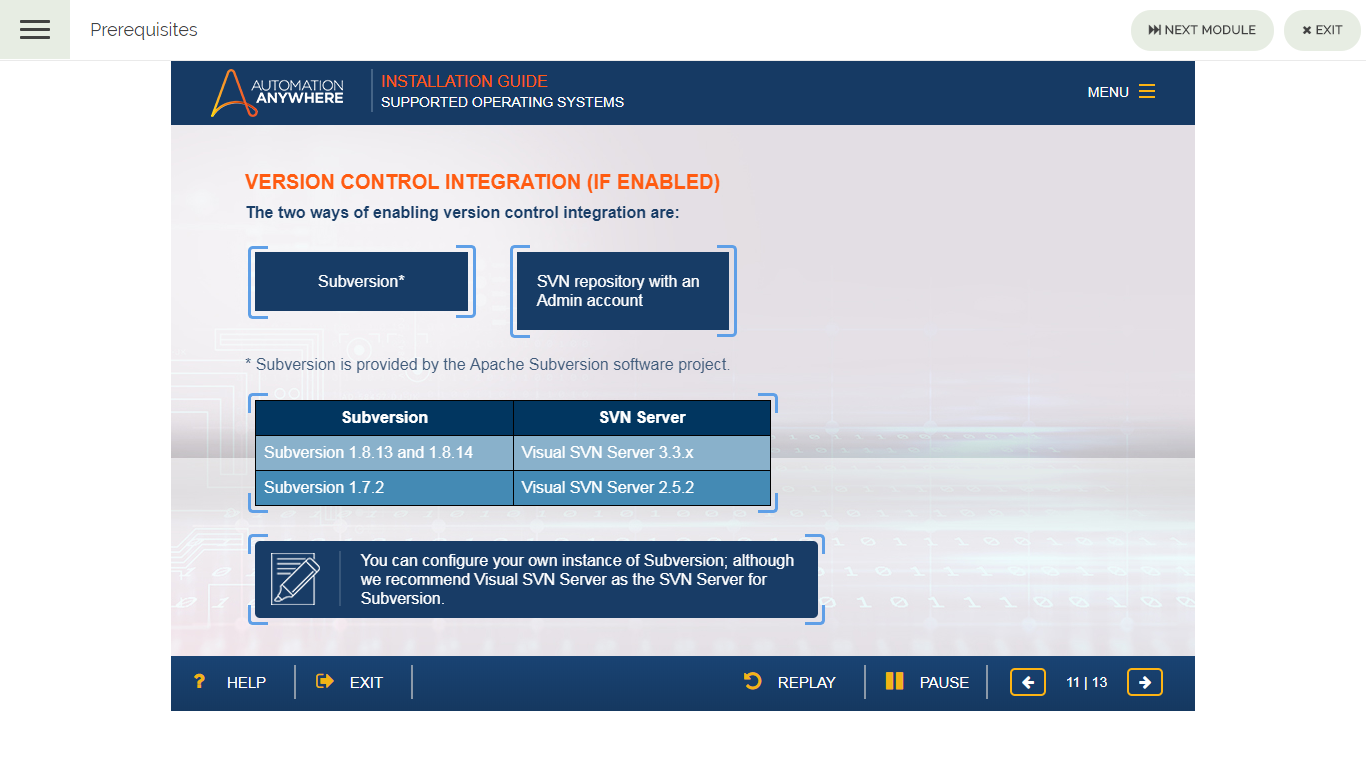 Prerequisites
NEXT MODULE
EXIT
AUTOMATION
ANYWHERE
INSTALLATION GUIDE
SUPPORTED OPERATING SYSTEMS
MENU
VERSION CONTROL INTEGRATION (IF ENABLED)
The two ways of enabling version control integration are:
Subversion*
SVN repository with an
Admin account
* Subversion is provided by the Apache Subversion software project.
Subversion SVN Server
Subversion 1.8.13 and 1.8.14 Visual SVN Server 3.3.x
Subversion 1.7.2 Visual SVN Server 2.5.2
You can configure your own instance of Subversion; although
we recommend Visual SVN Server as the SVN Server for
Subversion.
? HELP EXIT REPLAY PAUSE 11 | 13